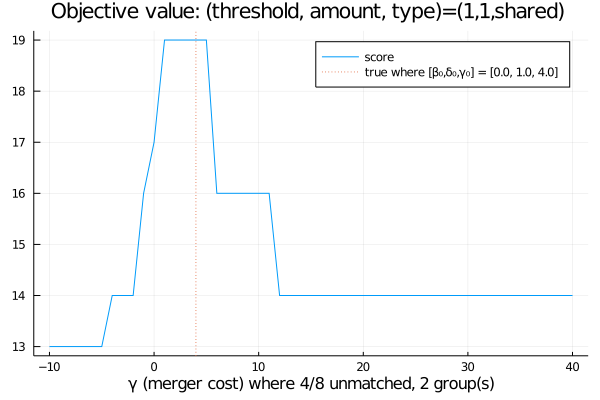 Objective value: (threshold, amount, type)=(1,1,shared)
score
true where [β₀,δ₀,γ₀] = [0.0, 1.0, 4.0]
19
18
17
16
15
14
13
−10 0 10 20 30 40
γ (merger cost) where 4/8 unmatched, 2 group(s)